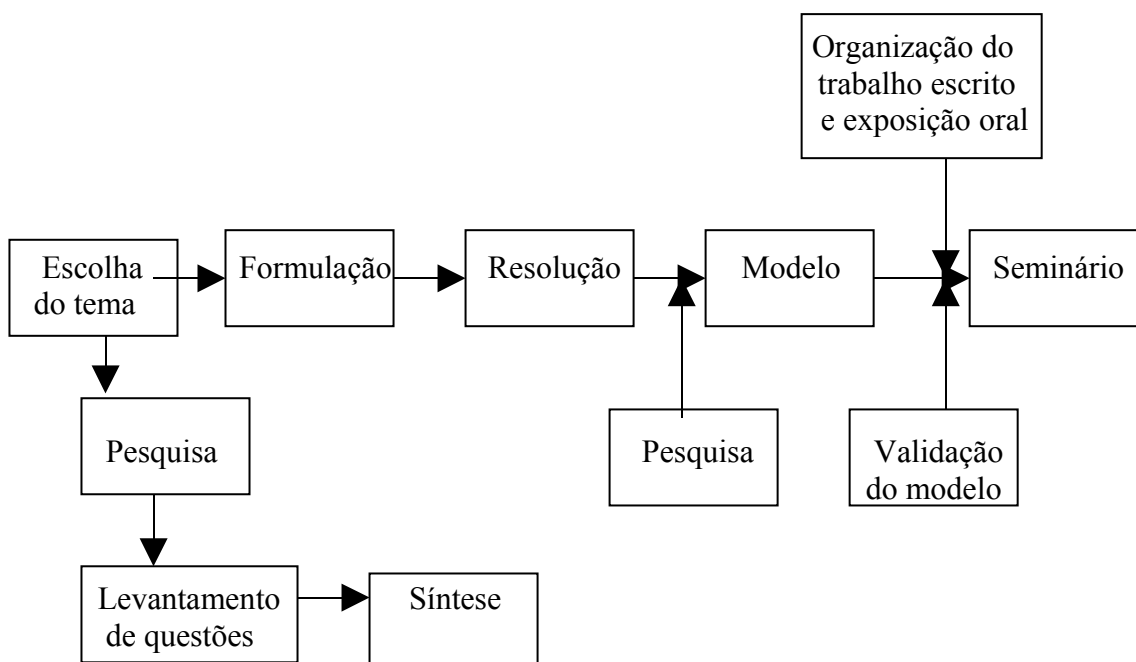 Organização do
trabalho escrito
e exposição oral
Escolha
do tema
Formulação
Resolução
Modelo
Seminário
Pesquisa
Pesquisa
Validação
do modelo
Levantamento
de questões
Síntese